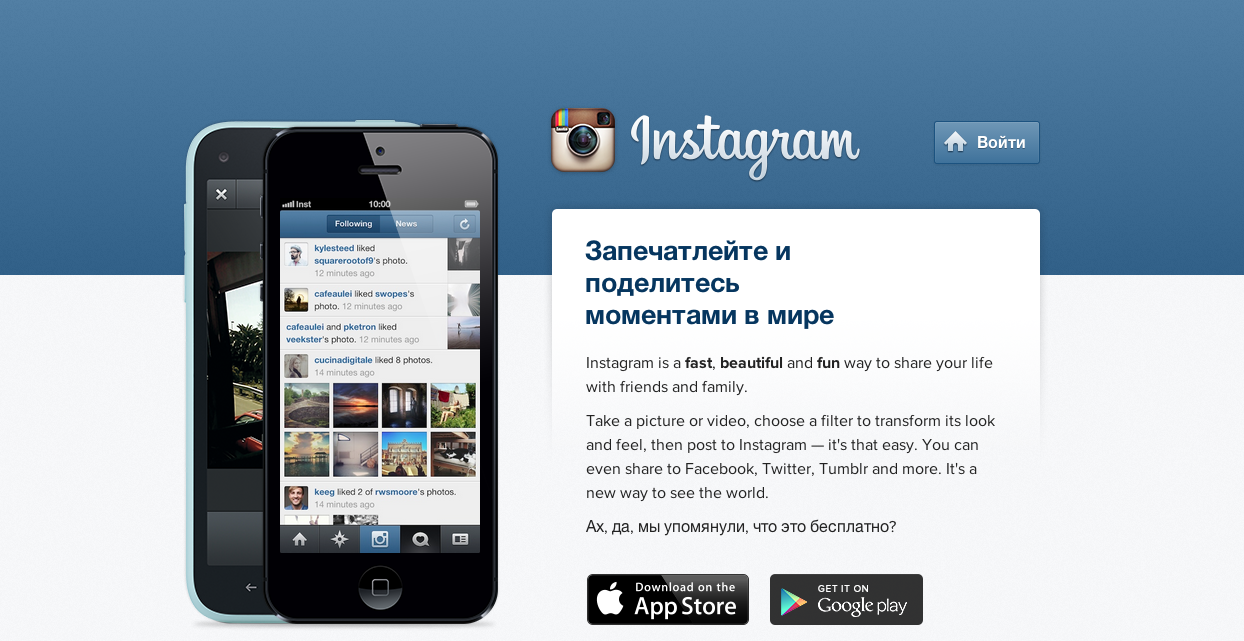 Instagram
Войти
Inst 10:00
Following News
kylesteed liked
squarerootof9's photo.
12 minutes ago
cafeaulei liked swopes's
photo. 12 minutes ago
cafeaulei and pketron liked
veekster's photo. 12 minutes ago
cucinadigitale liked 8 photos.
14 minutes ago
keeg liked 2 of rwsmoore's photos.
14 minutes ago
Запечатлейте и
поделитесь
моментами в мире
Instagram is a fast, beautiful and fun way to share your life
with friends and family.
Take a picture or video, choose a filter to transform its look
and feel, then post to Instagram — it's that easy. You can
even share to Facebook, Twitter, Tumblr and more. It's a
new way to see the world.
Ах, да, мы упомянули, что это бесплатно?
Download on the
App Store
GET IT ON
Google play